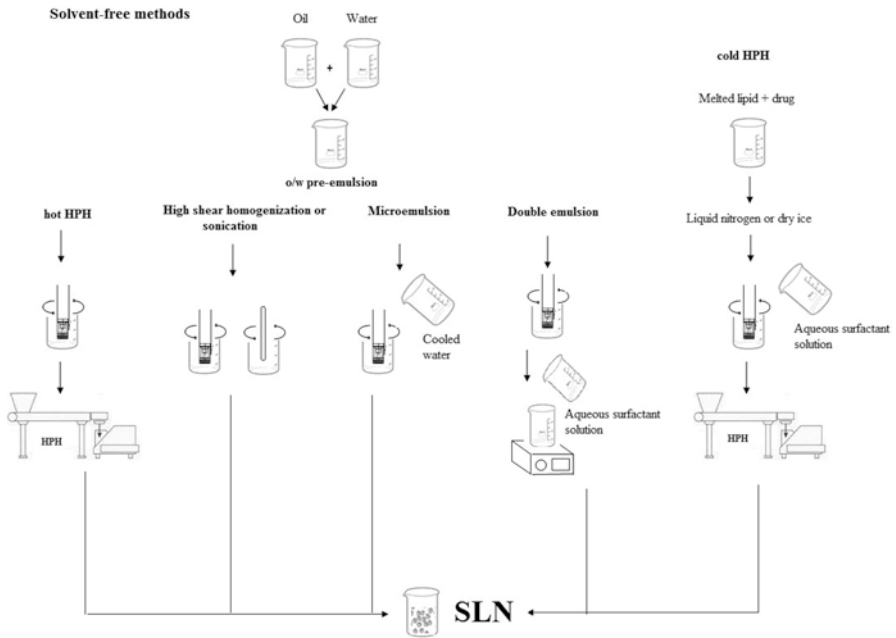 Solvent-free methods
Oil
Water
+
o/w pre-emulsion
cold HPH
Melted lipid + drug
Liquid nitrogen or dry ice
Aqueous surfactant
solution
HPH
hot HPH
HPH
High shear homogenization or
sonication
Microemulsion
Cooled
water
Double emulsion
Aqueous surfactant
solution
SLN